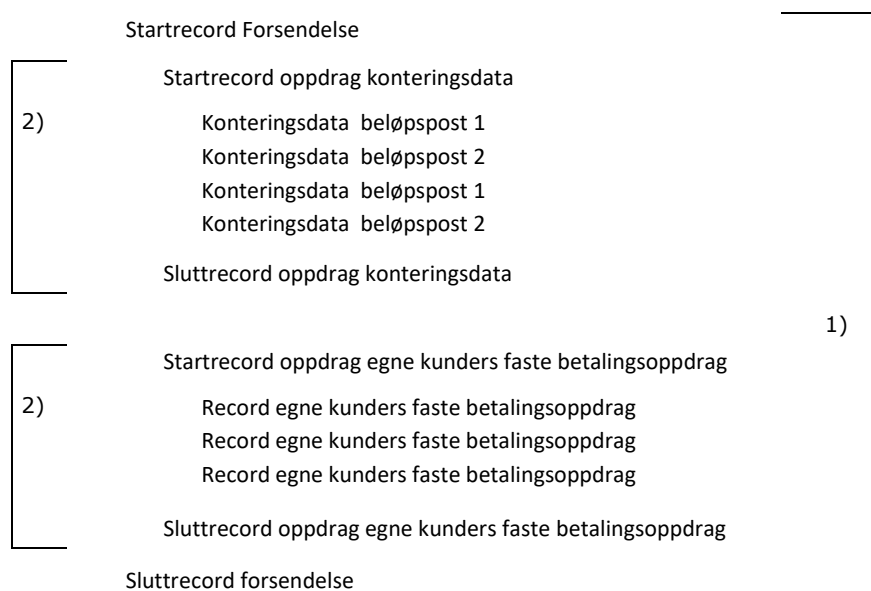 Startrecord Forsendelse
Startrecord oppdrag konteringsdata
2) Konteringsdata beløpspost 1
Konteringsdata beløpspost 2
Konteringsdata beløpspost 1
Konteringsdata beløpspost 2
Sluttrecord oppdrag konteringsdata
1)
Startrecord oppdrag egne kunders faste betalingsoppdrag
2) Record egne kunders faste betalingsoppdrag
Record egne kunders faste betalingsoppdrag
Record egne kunders faste betalingsoppdrag
Sluttrecord oppdrag egne kunders faste betalingsoppdrag
Sluttrecord forsendelse